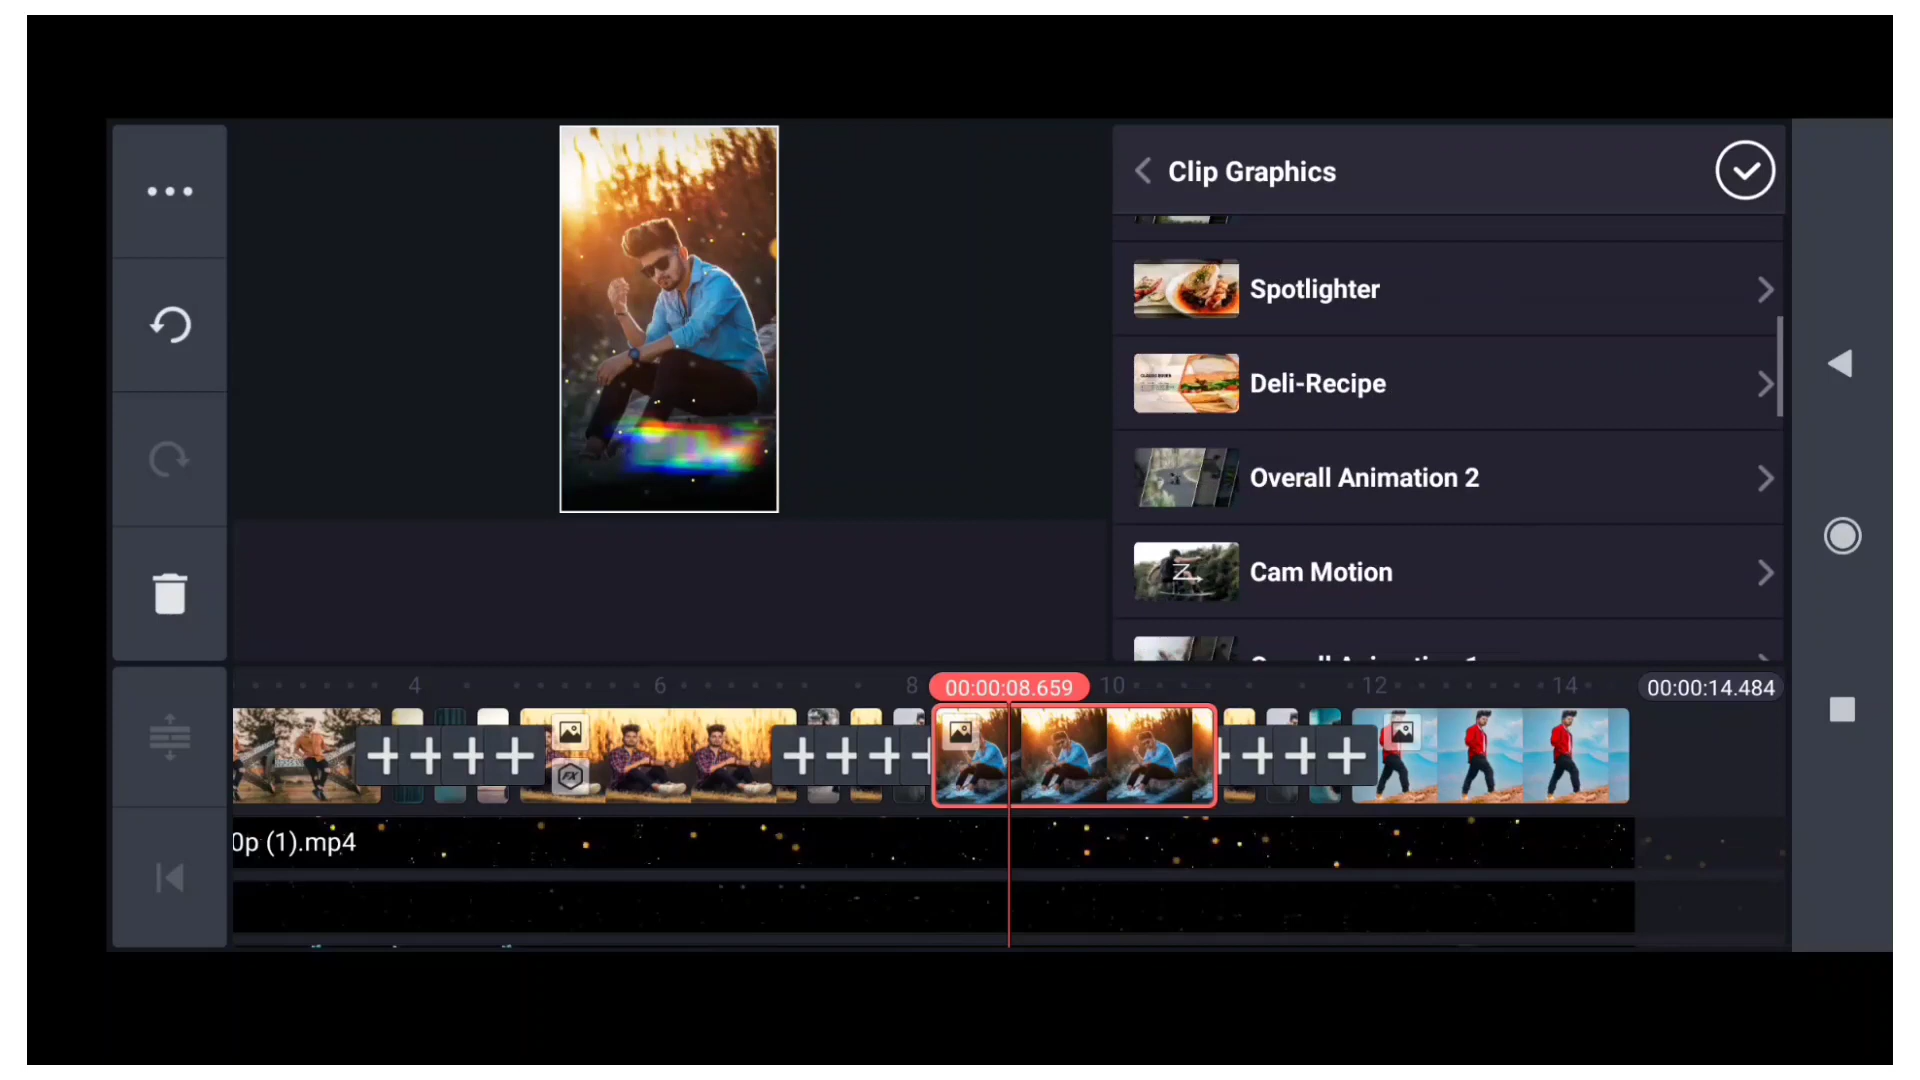 Clip Graphics
Spotlighter
Deli-Recipe
Overall Animation 2
Cam Motion
4
6
8
00:00:08.659
10
12
14
00:00:14.484
FX
0p (1).mp4